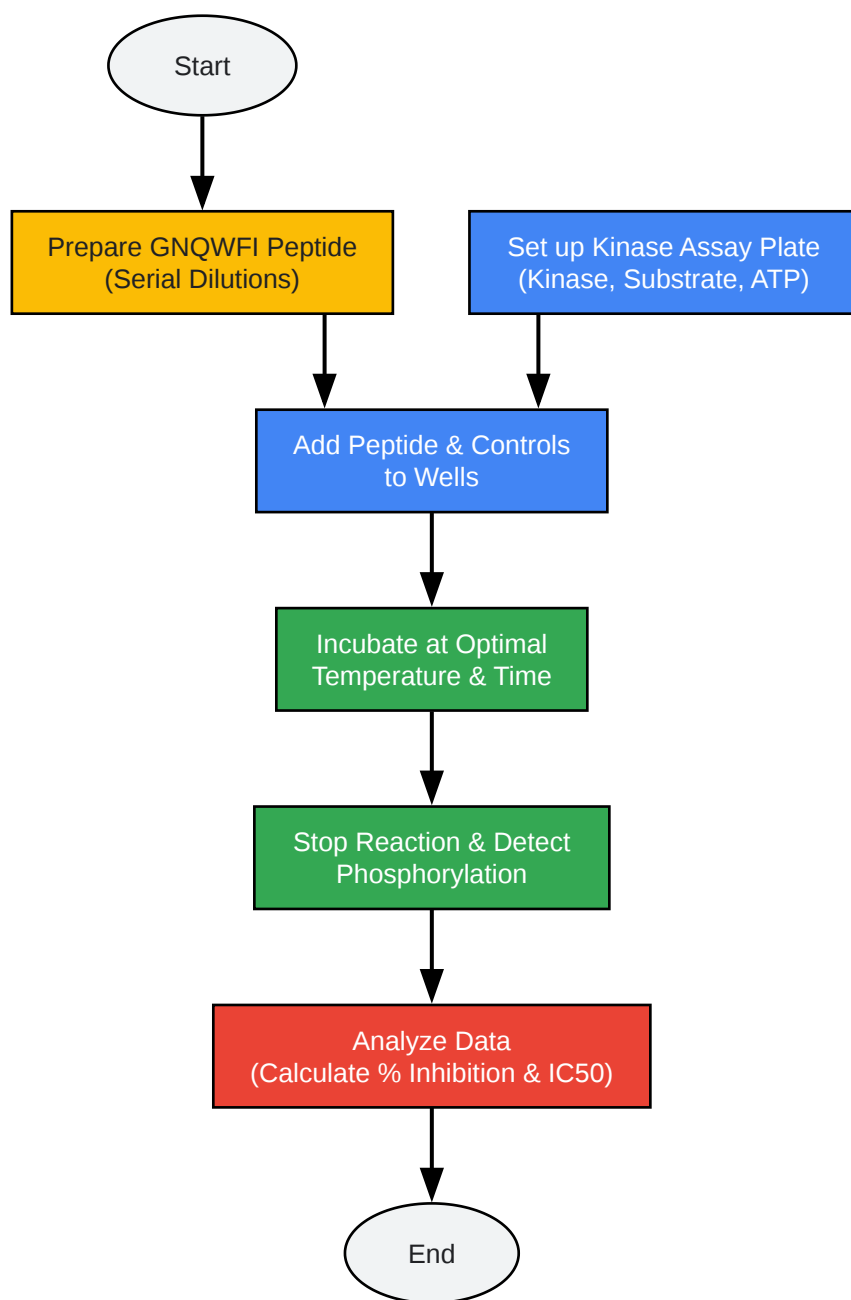 Start
Prepare GNQWFI Peptide
(Serial Dilutions)
Set up Kinase Assay Plate
(Kinase, Substrate, ATP)
Add Peptide & Controls
to Wells
Incubate at Optimal
Temperature & Time
Stop Reaction & Detect
Phosphorylation
Analyze Data
(Calculate % Inhibition & IC50)
End